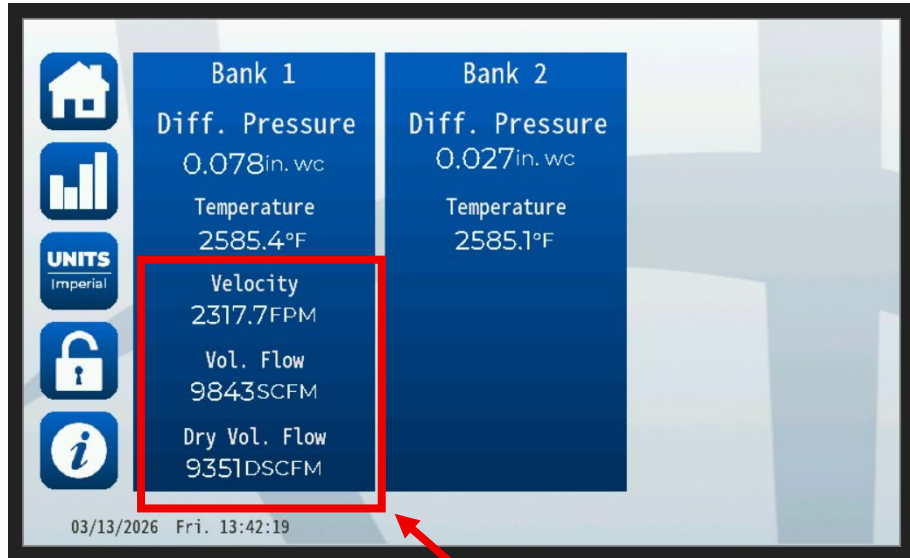 Bank 1
Diff. Pressure
0.078in. wc
Temperature
2585.4°F
Velocity
2317.7FPM
Vol. Flow
9843SCFM
Dry Vol. Flow
9351DSCFM
Bank 2
Diff. Pressure
0.027in. wc
Temperature
2585.1°F
UNITS
Imperial
i
03/13/2026 Fri. 13:42:19